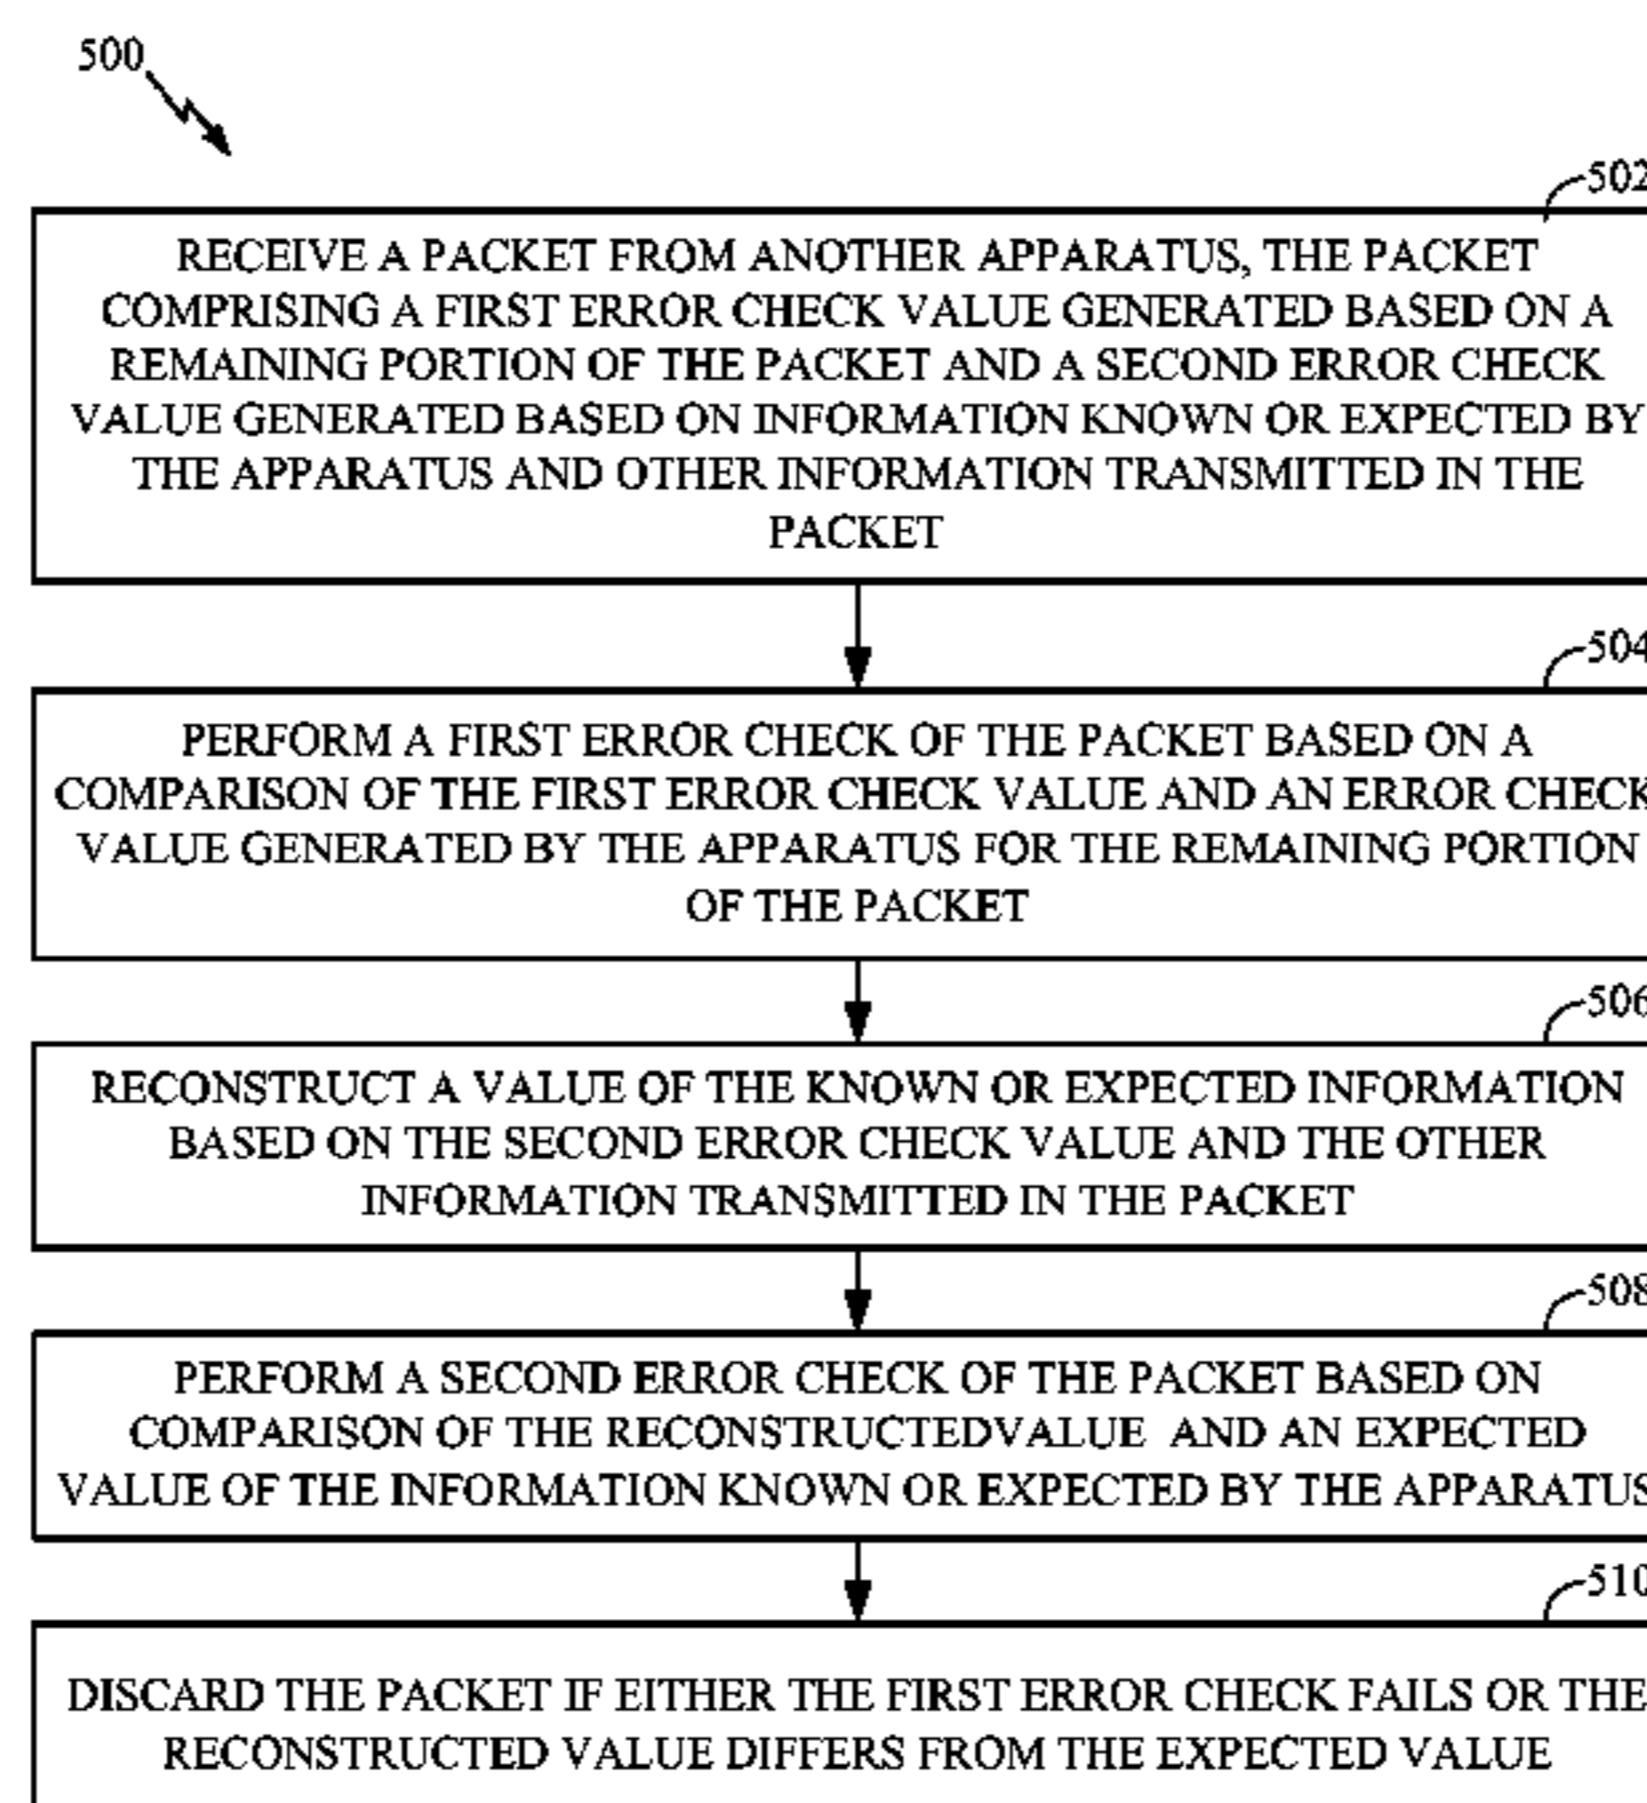 500
502
RECEIVE A PACKET FROM ANOTHER APPARATUS, THE PACKET
COMPRISING A FIRST ERROR CHECK VALUE GENERATED BASED ON A
REMAINING PORTION OF THE PACKET AND A SECOND ERROR CHECK
VALUE GENERATED BASED ON INFORMATION KNOWN OR EXPECTED BY
THE APPARATUS AND OTHER INFORMATION TRANSMITTED IN THE
PACKET
504
PERFORM A FIRST ERROR CHECK OF THE PACKET BASED ON A
COMPARISON OF THE FIRST ERROR CHECK VALUE AND AN ERROR CHECK
VALUE GENERATED BY THE APPARATUS FOR THE REMAINING PORTION
OF THE PACKET
506
RECONSTRUCT A VALUE OF THE KNOWN OR EXPECTED INFORMATION
BASED ON THE SECOND ERROR CHECK VALUE AND THE OTHER
INFORMATION TRANSMITTED IN THE PACKET
508
PERFORM A SECOND ERROR CHECK OF THE PACKET BASED ON
COMPARISON OF THE RECONSTRUCTEDVALUE AND AN EXPECTED
VALUE OF THE INFORMATION KNOWN OR EXPECTED BY THE APPARATUS
510
DISCARD THE PACKET IF EITHER THE FIRST ERROR CHECK FAILS OR THE
RECONSTRUCTED VALUE DIFFERS FROM THE EXPECTED VALUE